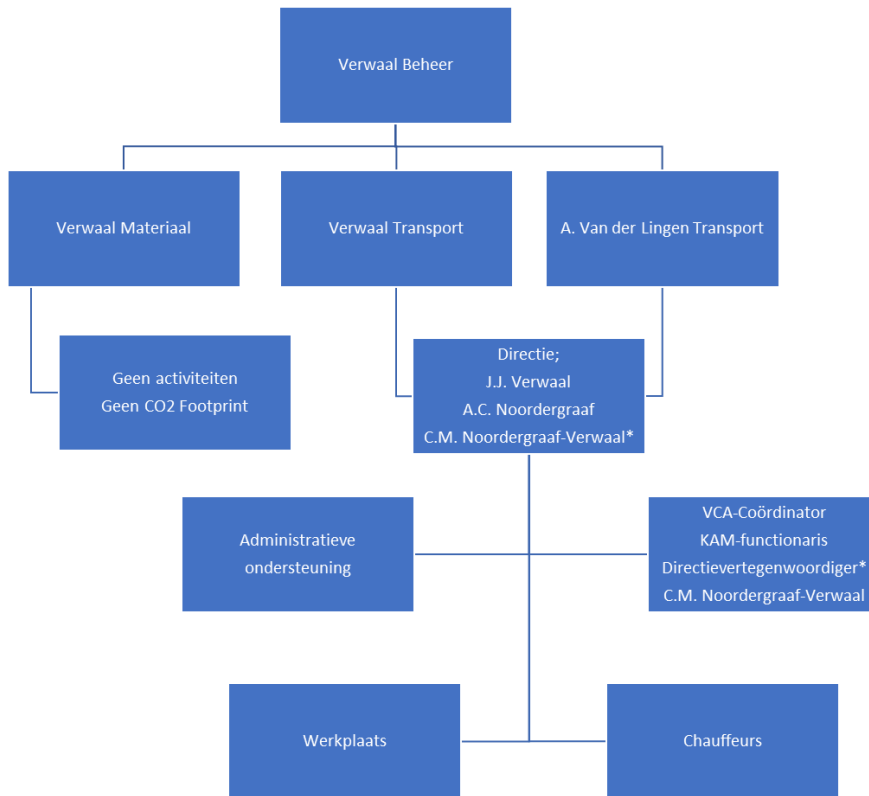 Verwaal Beheer
Verwaal Materiaal
Verwaal Transport
A. Van der Lingen Transport
Geen activiteiten
Geen CO2 Footprint
Directie;
J.J. Verwaal
A.C. Noordergraaf
C.M. Noordergraaf-Verwaal*
Administratieve
ondersteuning
VCA-Coördinator
KAM-functionaris
Directievertegenwoordiger*
C.M. Noordergraaf-Verwaal
Werkplaats
Chauffeurs